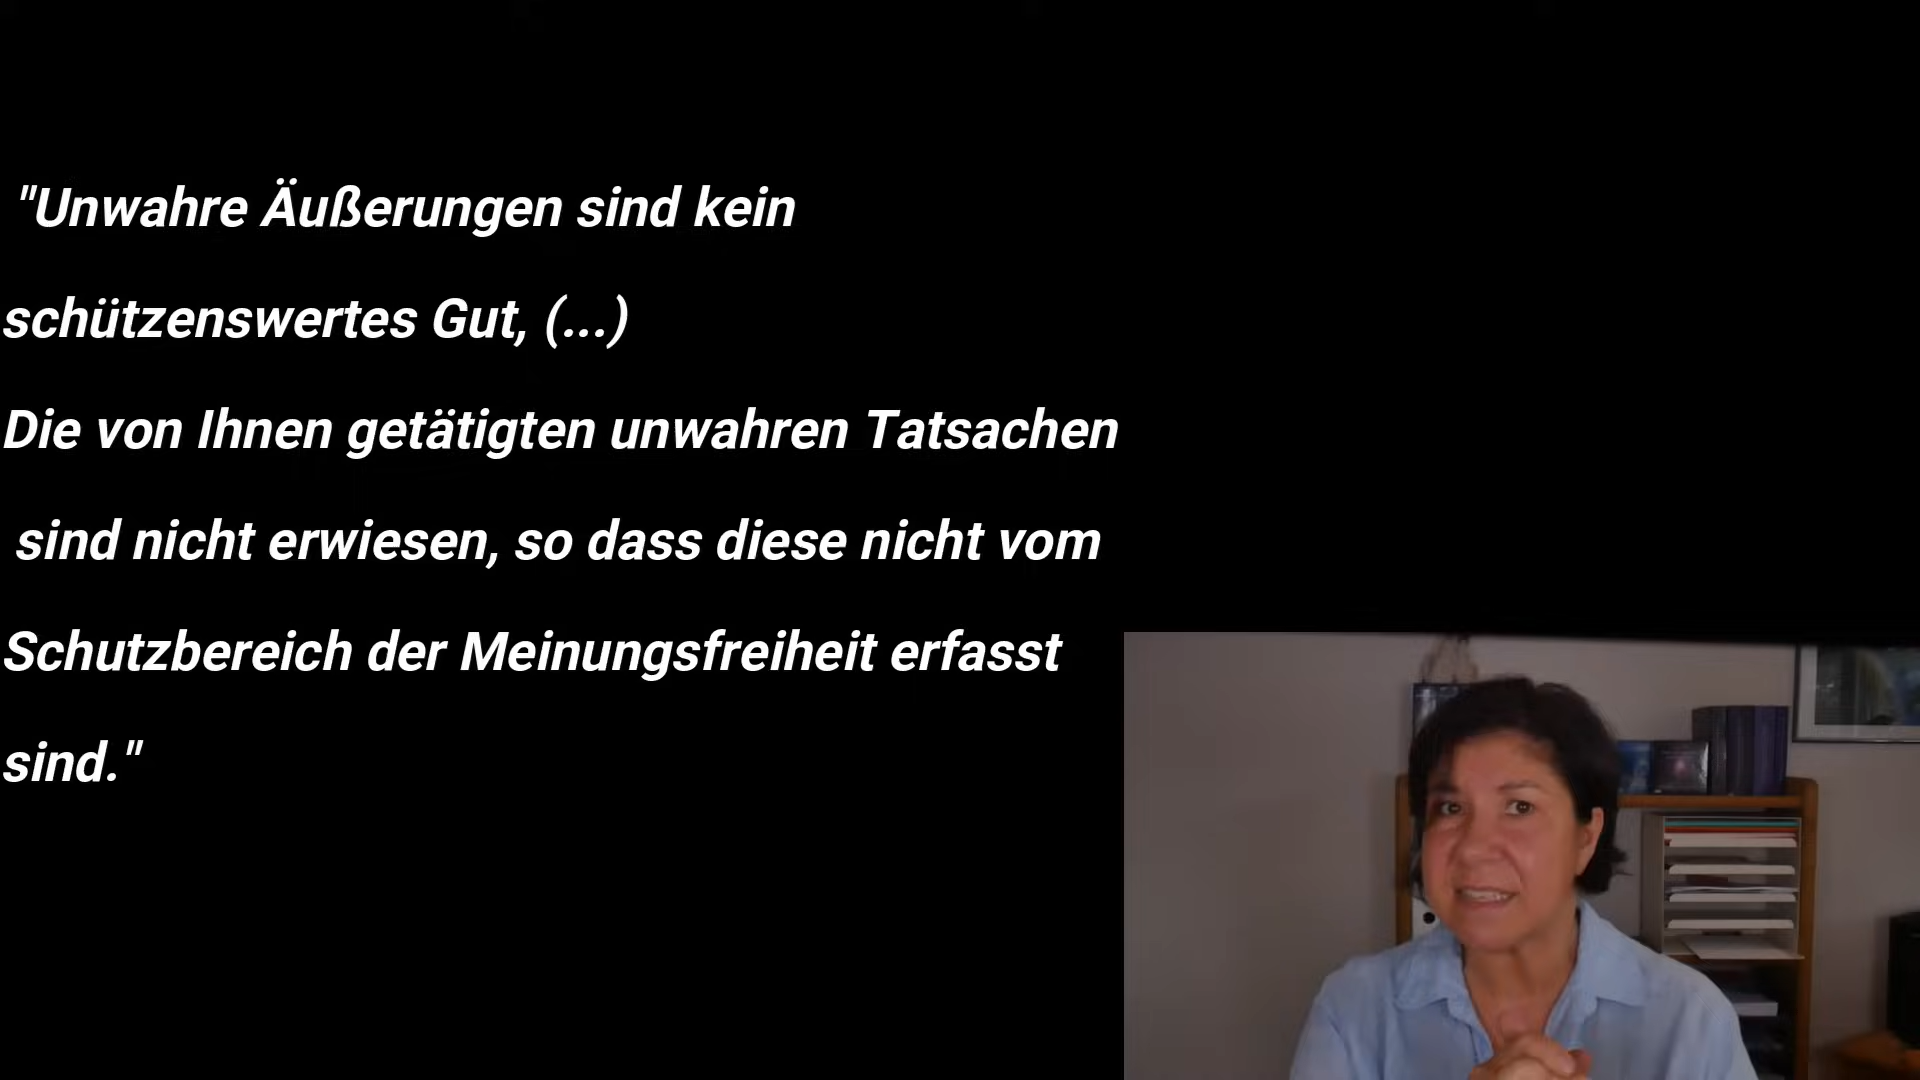 "Unwahre Äußerungen sind kein
schützenswertes Gut, (...)
Die von Ihnen getätigten unwahren Tatsachen
sind nicht erwiesen, so dass diese nicht vom
Schutzbereich der Meinungsfreiheit erfasst
sind."